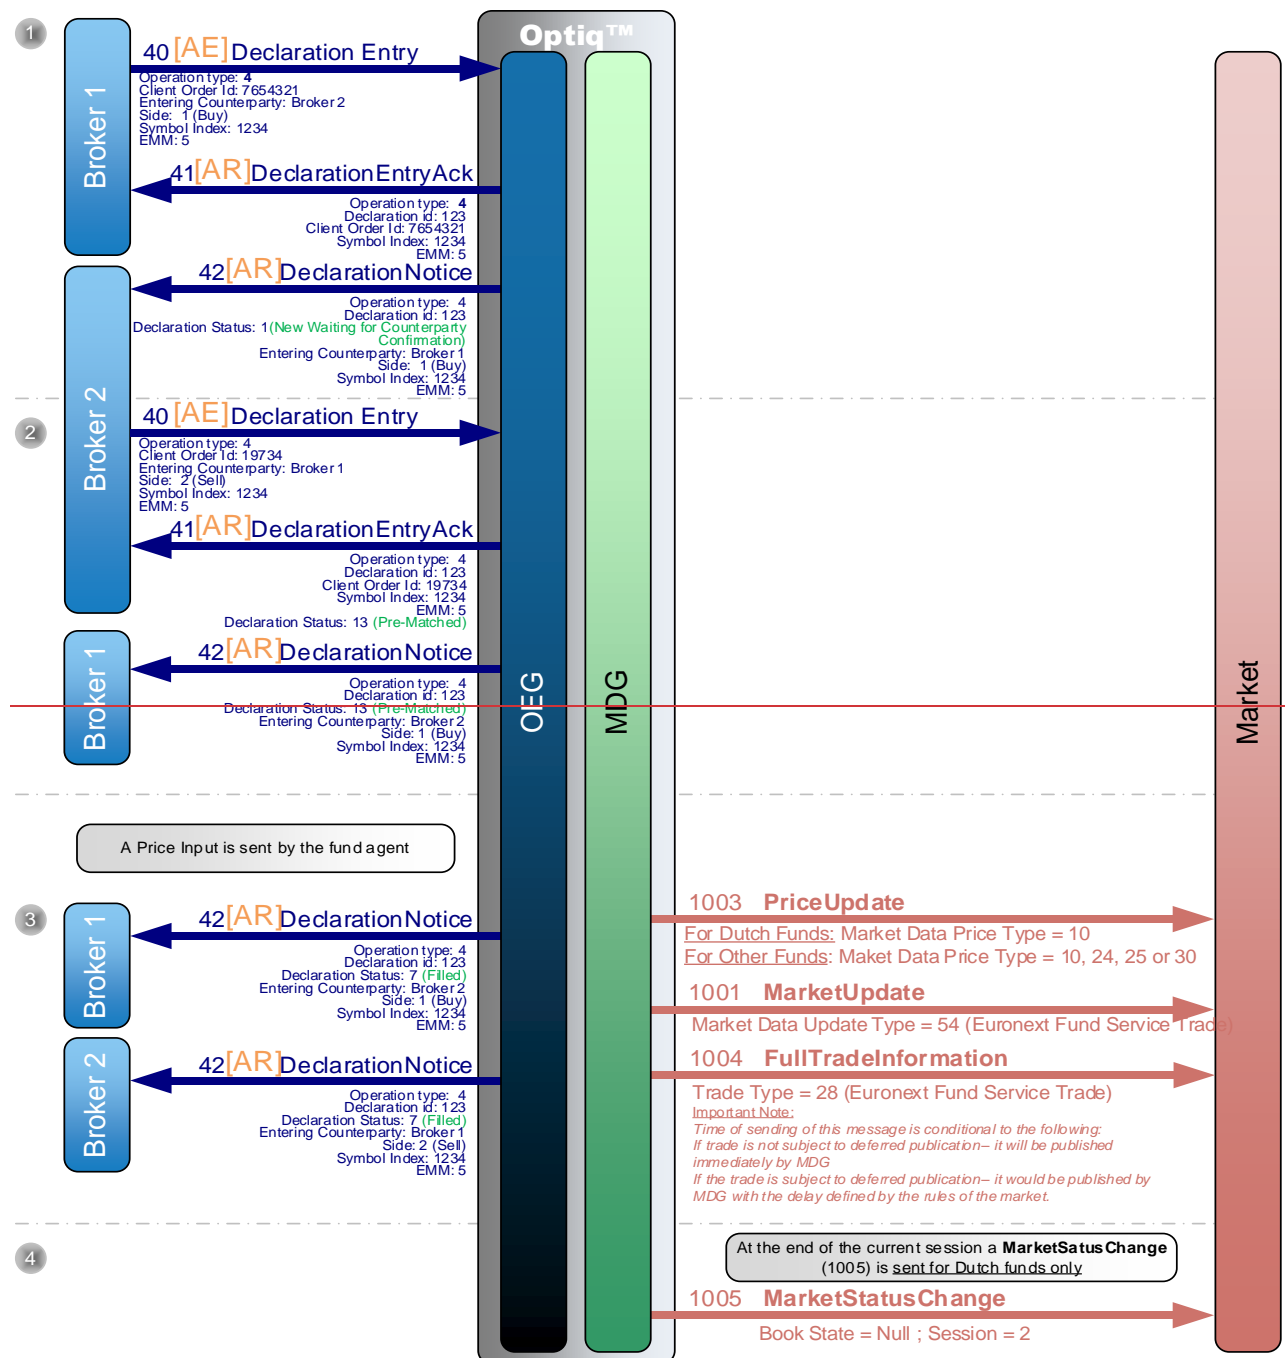 Optiq™
1
Broker 1
40 [AE] Declaration Entry
Operation type: 4
Client Order Id: 7654321
Entering Counterparty: Broker 2
Side: 1 (Buy)
Symbol Index: 1234
EMM: 5
41 [AR] DeclarationEntryAck
Operation type: 4
Declaration id: 123
Client Order Id: 7654321
Symbol Index: 1234
EMM: 5
Broker 2
42 [AR] DeclarationNotice
Operation type: 4
Declaration id: 123
Declaration Status: 1 (New Waiting for Counterparty
Confirmation)
Entering Counterparty: Broker 1
Side: 1 (Buy)
Symbol Index: 1234
EMM: 5
2
40 [AE] Declaration Entry
Operation type: 4
Client Order Id: 19734
Entering Counterparty: Broker 1
Side: 2 (Sell)
Symbol Index: 1234
EMM: 5
41 [AR] DeclarationEntryAck
Operation type: 4
Declaration id: 123
Client Order Id: 19734
Symbol Index: 1234
EMM: 5
Declaration Status: 13 (Pre-Matched)
Broker 1
42 [AR] DeclarationNotice
Operation type: 4
Declaration id: 123
Declaration Status: 13 (Pre-Matched)
Entering Counterparty: Broker 2
Side: 1 (Buy)
Symbol Index: 1234
EMM: 5
OEG
MDG
Market
A Price Input is sent by the fund agent
3
Broker 1
42 [AR] DeclarationNotice
Operation type: 4
Declaration id: 123
Declaration Status: 7 (Filled)
Entering Counterparty: Broker 2
Side: 1 (Buy)
Symbol Index: 1234
EMM: 5
Broker 2
42 [AR] DeclarationNotice
Operation type: 4
Declaration id: 123
Declaration Status: 7 (Filled)
Entering Counterparty: Broker 1
Side: 2 (Sell)
Symbol Index: 1234
EMM: 5
1003 PriceUpdate
For Dutch Funds: Market Data Price Type = 10
For Other Funds: Maket Data Price Type = 10, 24, 25 or 30
1001 MarketUpdate
Market Data Update Type = 54 (Euronext Fund Service Trade)
1004 FullTradeInformation
Trade Type = 28 (Euronext Fund Service Trade)
Important Note:
Time of sending of this message is conditional to the following:
If trade is not subject to deferred publication – it will be published
immediately by MDG
If the trade is subject to deferred publication – it would be published by
MDG with the delay defined by the rules of the market.
4
At the end of the current session a MarketSatusChange
(1005) is sent for Dutch funds only
1005 MarketStatusChange
Book State = Null ; Session = 2